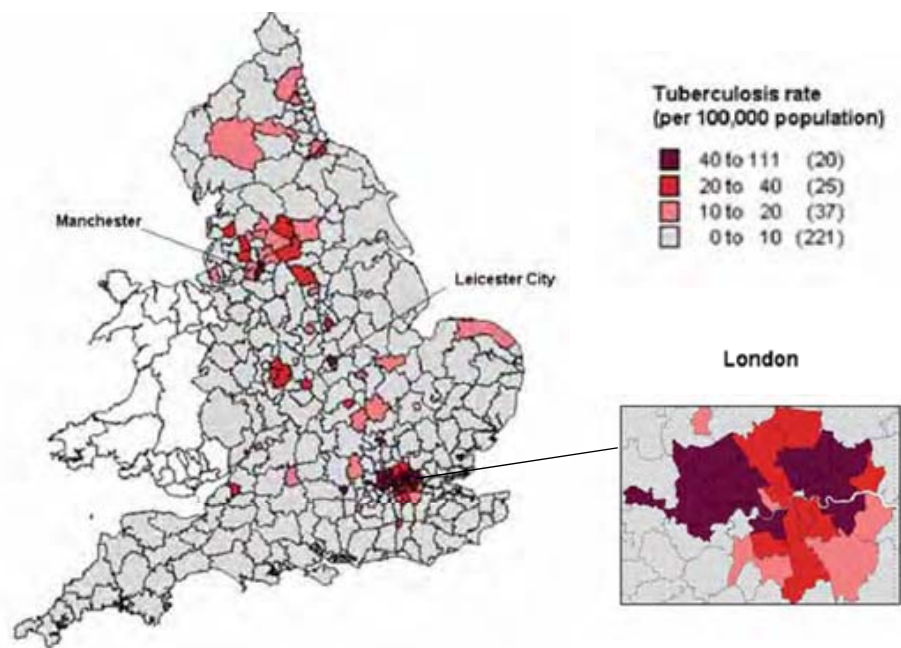 Tuberculosis rate
(per 100,000 population)
40 to 111 (20)
20 to 40 (25)
10 to 20 (37)
0 to 10 (221)
Manchester
Leicester City
London